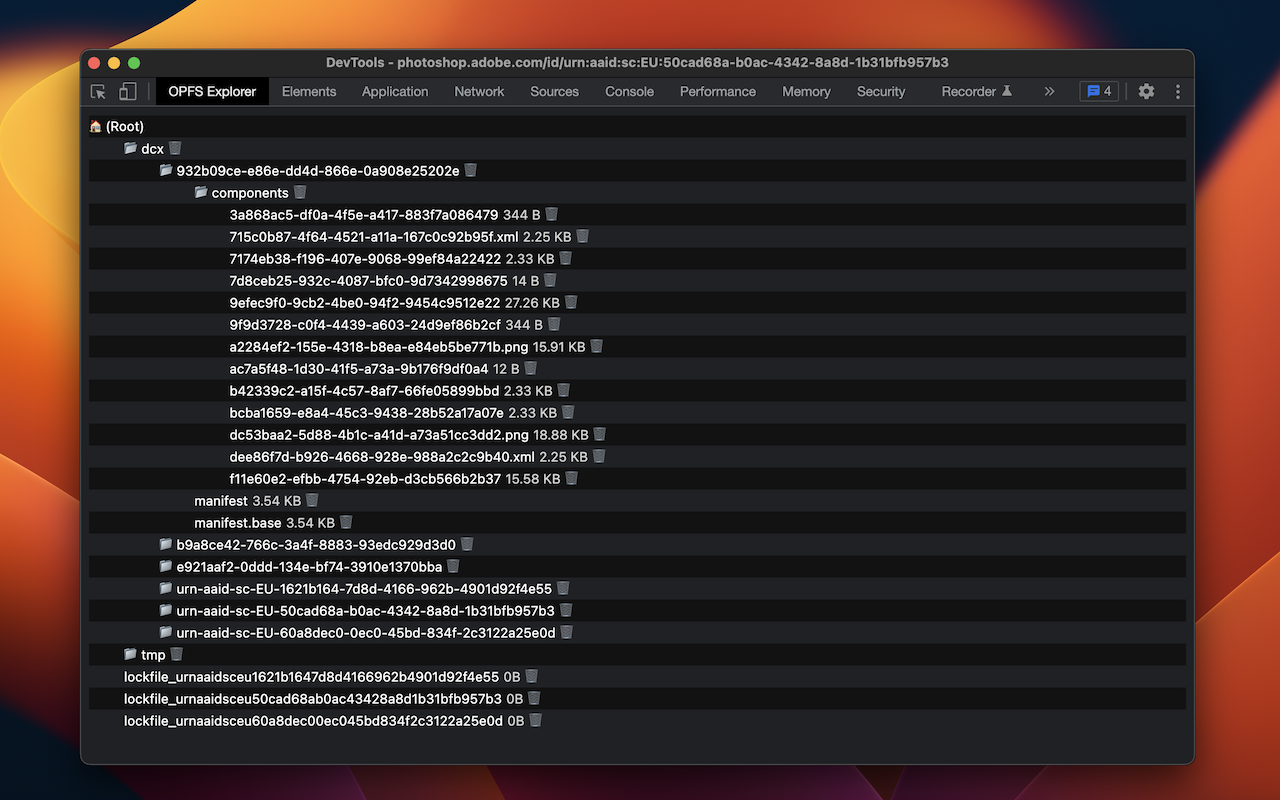 DevTools - photoshop.adobe.com/id/urn:aaid:sc:EU:50cad68a-b0ac-4342-8a8d-1b31bfb957b3
OPFS Explorer Elements Application Network Sources Console Performance Memory Security Recorder » 4
(Root)
dcx
932b09ce-e86e-dd4d-866e-0a908e25202e
components
3a868ac5-df0a-4f5e-a417-883f7a086479 344 B
715c0b87-4f64-4521-a11a-167c0c92b95f.xml 2.25 KB
7174eb38-f196-407e-9068-99ef84a22422 2.33 KB
7d8ceb25-932c-4087-bfc0-9d7342998675 14 B
9efec9f0-9cb2-4be0-94f2-9454c9512e22 27.26 KB
9f9d3728-c0f4-4439-a603-24d9ef86b2cf 344 B
a2284ef2-155e-4318-b8ea-e84eb5be771b.png 15.91 KB
ac7a5f48-1d30-41f5-a73a-9b176f9df0a4 12 B
b42339c2-a15f-4c57-8af7-66fe05899bbd 2.33 KB
bcba1659-e8a4-45c3-9438-28b52a17a07e 2.33 KB
dc53baa2-5d88-4b1c-a41d-a73a51cc3dd2.png 18.88 KB
dee86f7d-b926-4668-928e-988a2c2c9b40.xml 2.25 KB
f11e60e2-efbb-4754-92eb-d3cb566b2b37 15.58 KB
manifest 3.54 KB
manifest.base 3.54 KB
b9a8ce42-766c-3a4f-8883-93edc929d3d0
e921aaf2-0ddd-134e-bf74-3910e1370bba
urn-aaid-sc-EU-1621b164-7d8d-4166-962b-4901d92f4e55
urn-aaid-sc-EU-50cad68a-b0ac-4342-8a8d-1b31bfb957b3
urn-aaid-sc-EU-60a8dec0-0ec0-45bd-834f-2c3122a25e0d
tmp
lockfile_urnaaidsceu1621b1647d8d4166962b4901d92f4e55 0B
lockfile_urnaaidsceu50cad68ab0ac43428a8d1b31bfb957b3 0B
lockfile_urnaaidsceu60a8dec00ec045bd834f2c3122a25e0d 0B